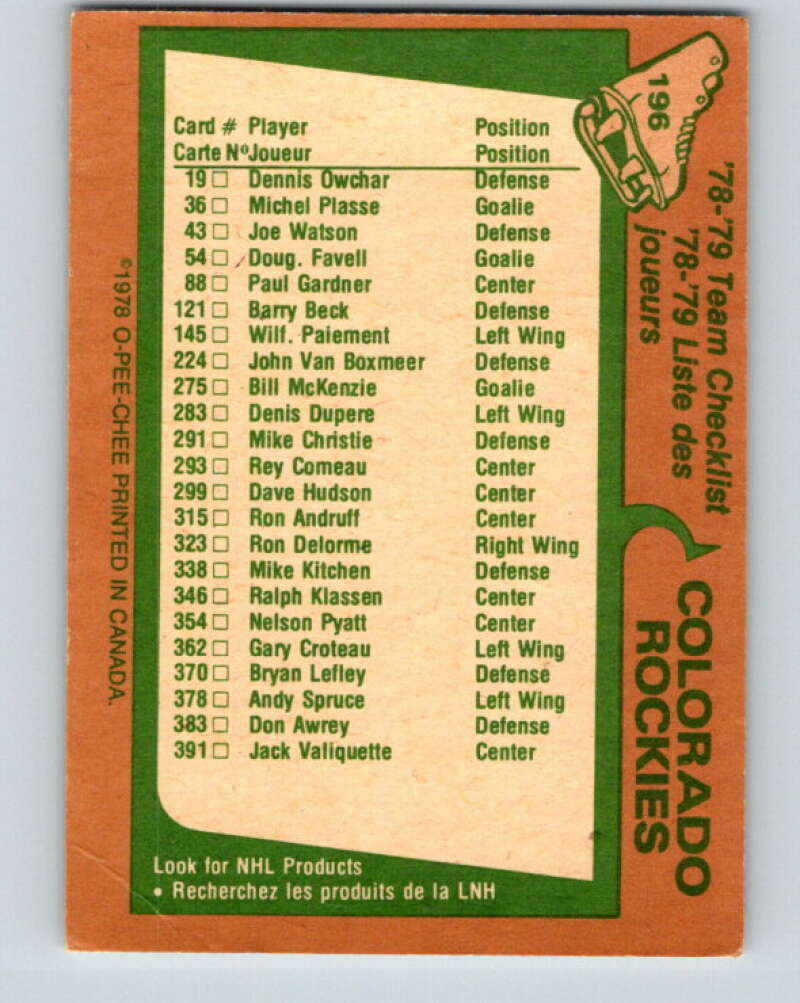 196
'78-'79 Team Checklist
'78-'79 Liste des
joueurs
COLORADO
ROCKIES
Card # Player Position
Carte Nº Joueur Position
19 □ Dennis Owchar Defense
36 □ Michel Plasse Goalie
43 □ Joe Watson Defense
54 □ Doug. Favell Goalie
88 □ Paul Gardner Center
121 □ Barry Beck Defense
145 □ Wilf. Paiement Left Wing
224 □ John Van Boxmeer Defense
275 □ Bill McKenzie Goalie
283 □ Denis Dupere Left Wing
291 □ Mike Christie Defense
293 □ Rey Comeau Center
299 □ Dave Hudson Center
315 □ Ron Andruff Center
323 □ Ron Delorme Right Wing
338 □ Mike Kitchen Defense
346 □ Ralph Klassen Center
354 □ Nelson Pyatt Center
362 □ Gary Croteau Left Wing
370 □ Bryan Lefley Defense
378 □ Andy Spruce Left Wing
383 □ Don Awrey Defense
391 □ Jack Valiquette Center
Look for NHL Products
• Recherchez les produits de la LNH
©1978 O-PEE-CHEE PRINTED IN CANADA.